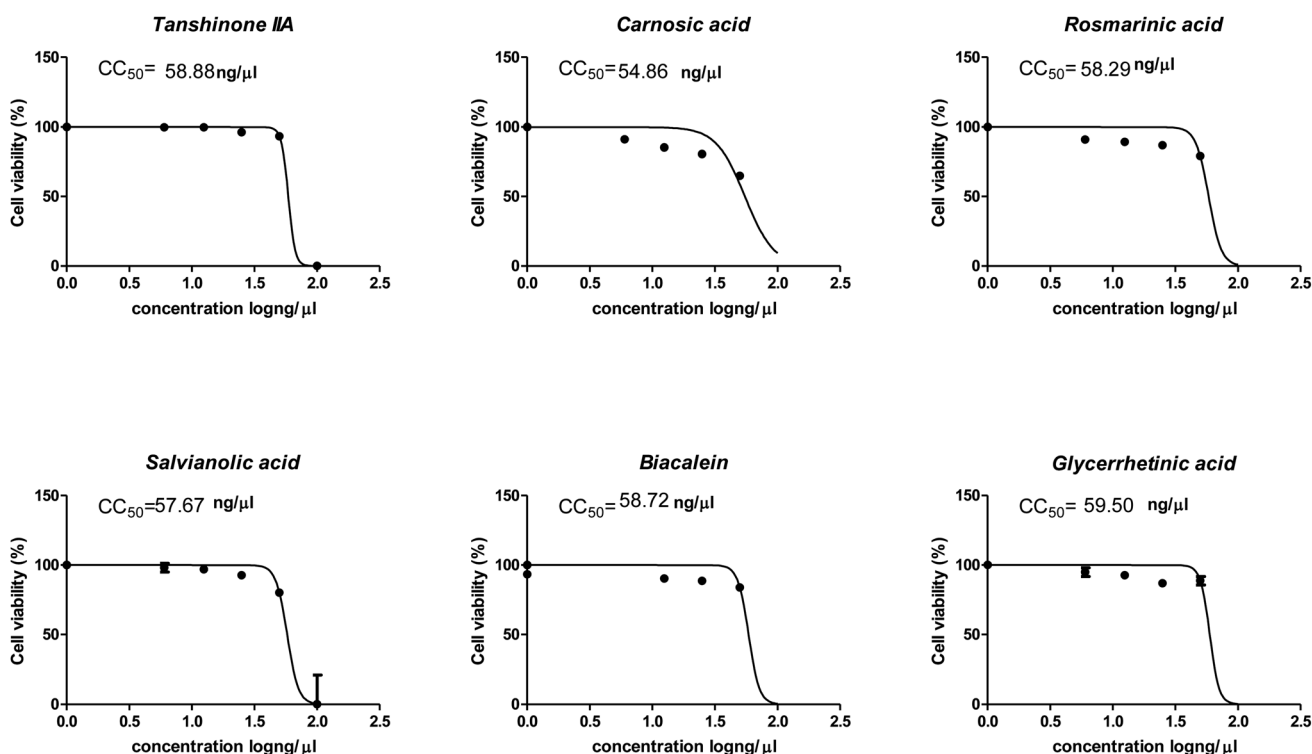 Tanshinone IIA
CC50= 58.88 ng/μl
150
100
50
0
Cell viability (%)
0.0 0.5 1.0 1.5 2.0 2.5
concentration logng/ μl
Carnosic acid
CC50= 54.86 ng/μl
150
100
50
0
Cell viability (%)
0.0 0.5 1.0 1.5 2.0 2.5
concentration logng/ μl
Rosmarinic acid
CC50= 58.29 ng/μl
150
100
50
0
Cell viability (%)
0.0 0.5 1.0 1.5 2.0 2.5
concentration logng/ μl
Salvianolic acid
CC50=57.67 ng/μl
150
100
50
0
Cell viability (%)
0.0 0.5 1.0 1.5 2.0 2.5
concentration logng/ μl
Biacalein
CC50= 58.72 ng/μl
150
100
50
0
Cell viability (%)
0.0 0.5 1.0 1.5 2.0 2.5
concentration logng/ μl
Glycerrhetinic acid
CC50= 59.50 ng/μl
150
100
50
0
Cell viability (%)
0.0 0.5 1.0 1.5 2.0 2.5
concentration logng/ μl